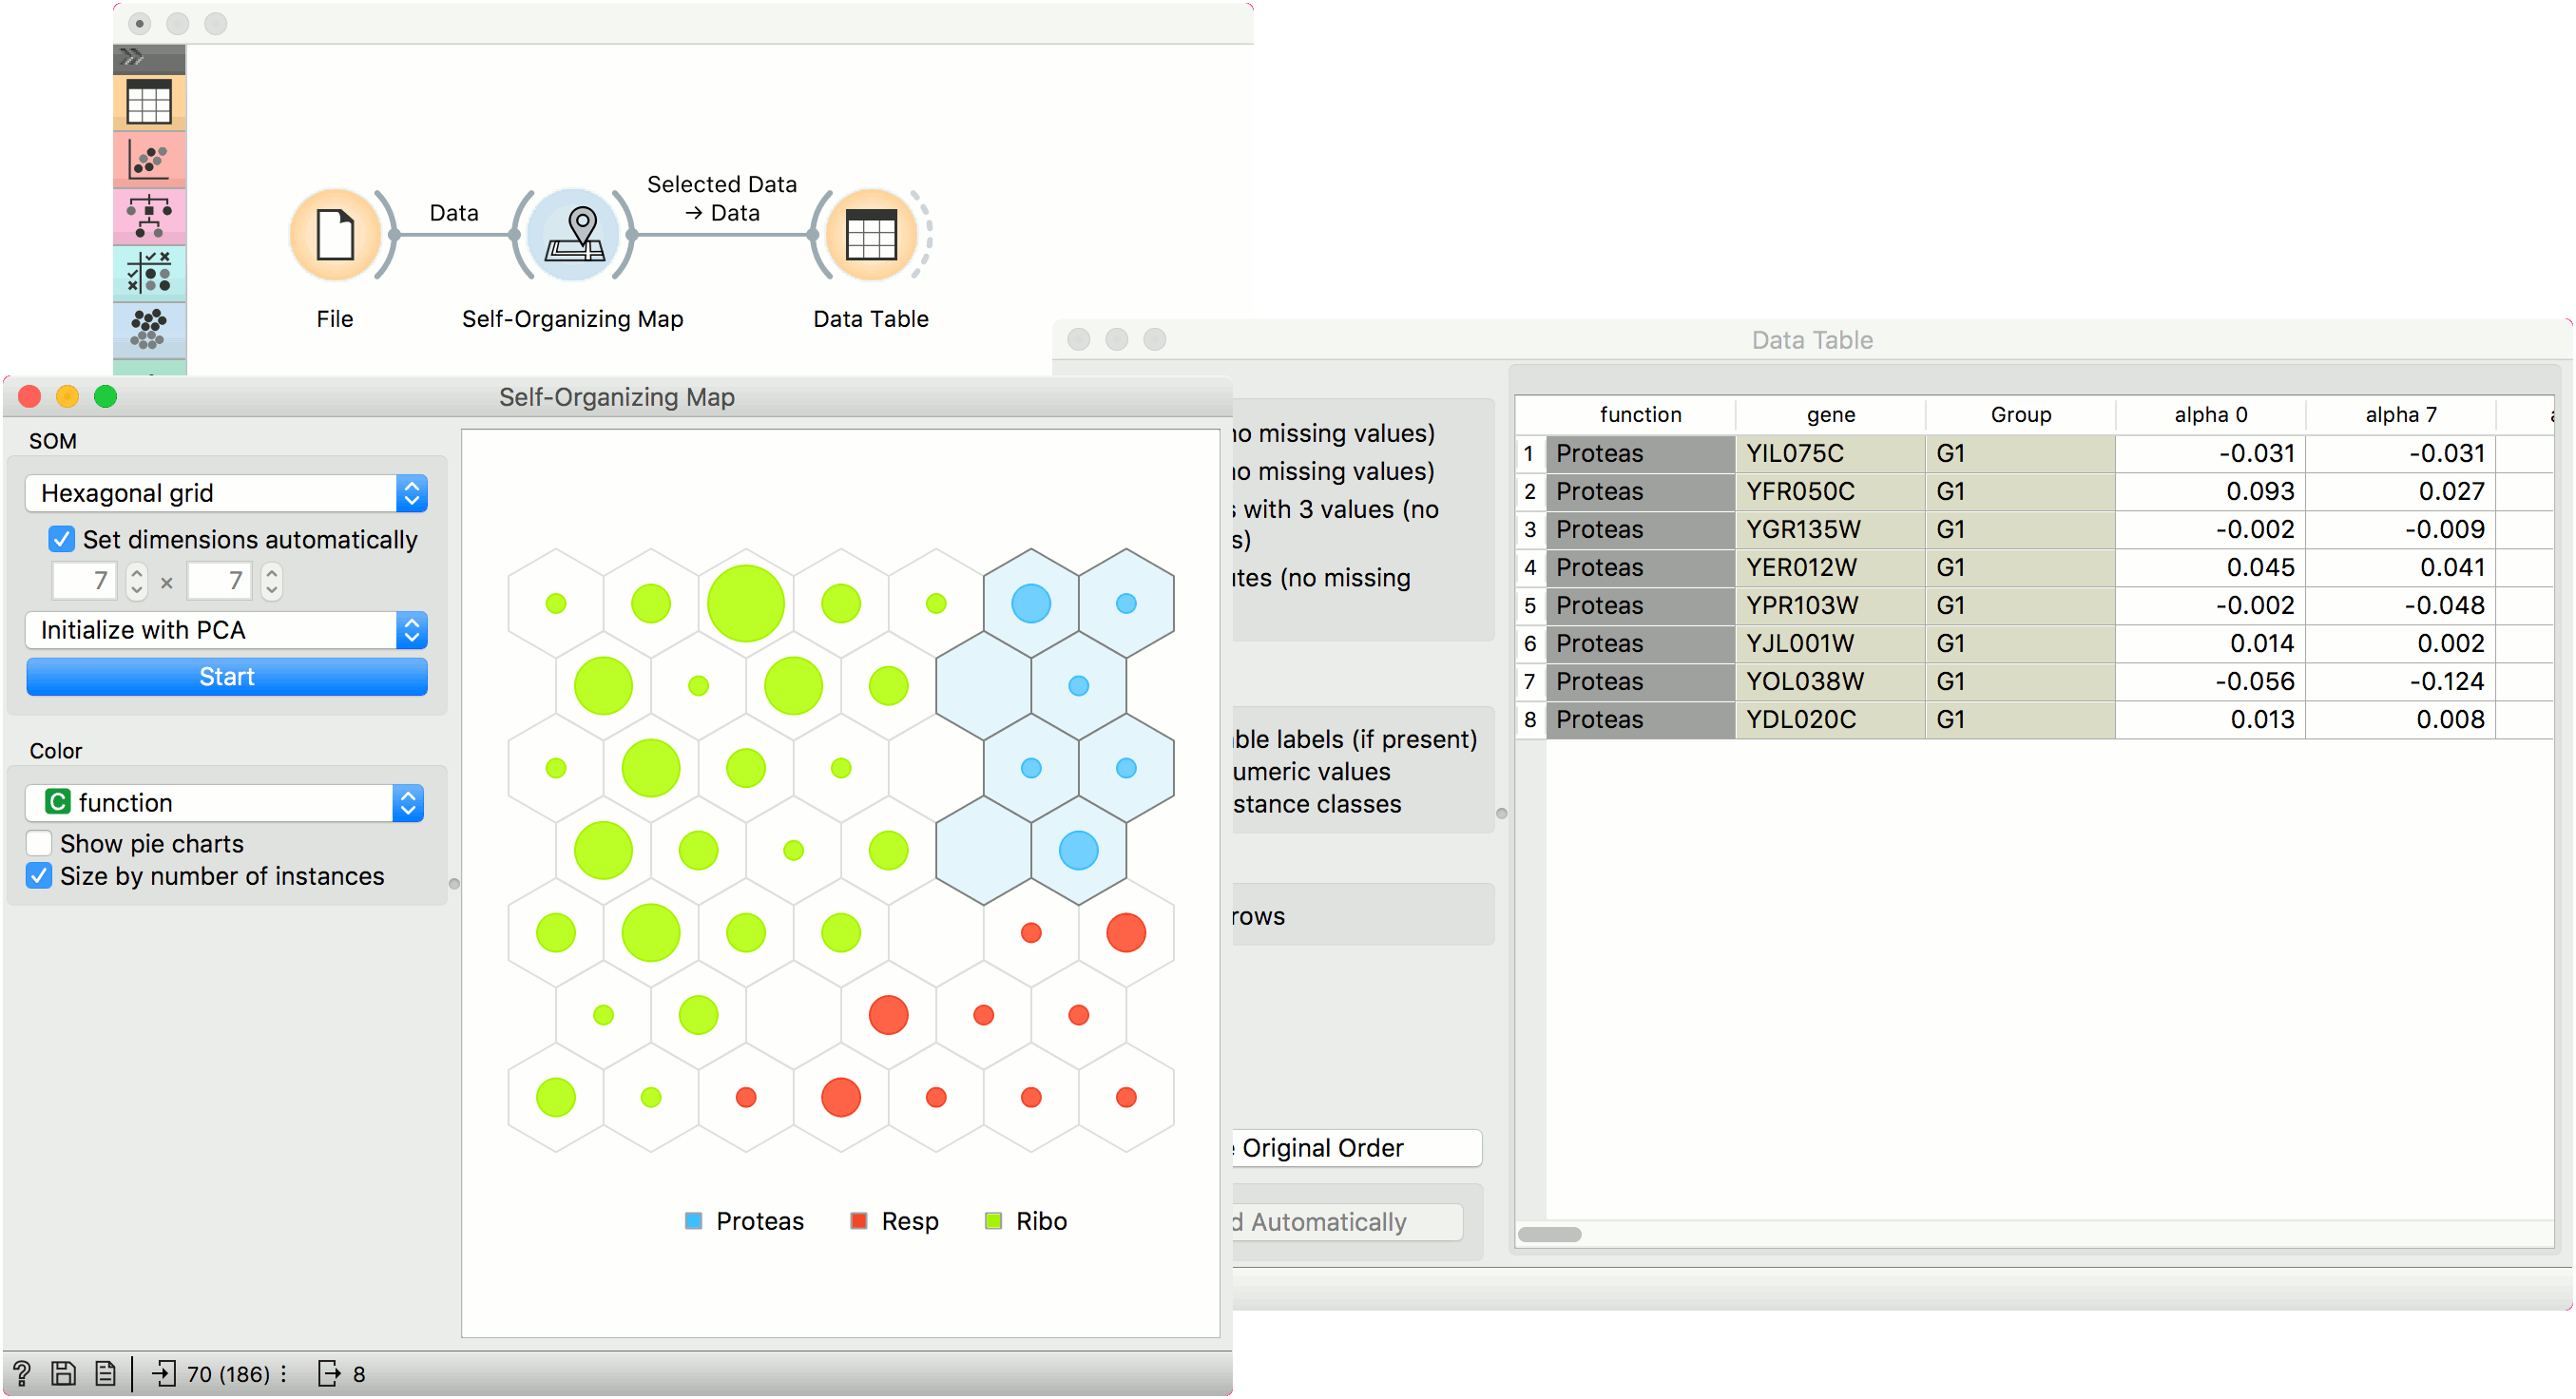 Data
Selected Data
→ Data
File
Self-Organizing Map
Data Table
Data Table
no missing values)
no missing values)
s with 3 values (no
s)
utes (no missing
ble labels (if present)
umeric values
stance classes
rows
e Original Order
d Automatically
function gene Group alpha 0 alpha 7
1 Proteas YIL075C G1 -0.031 -0.031
2 Proteas YFR050C G1 0.093 0.027
3 Proteas YGR135W G1 -0.002 -0.009
4 Proteas YER012W G1 0.045 0.041
5 Proteas YPR103W G1 -0.002 -0.048
6 Proteas YJL001W G1 0.014 0.002
7 Proteas YOL038W G1 -0.056 -0.124
8 Proteas YDL020C G1 0.013 0.008
Self-Organizing Map
SOM
Hexagonal grid
Set dimensions automatically
7 × 7
Initialize with PCA
Start
Color
C function
Show pie charts
Size by number of instances
Proteas Resp Ribo
? 70 (186) : 8